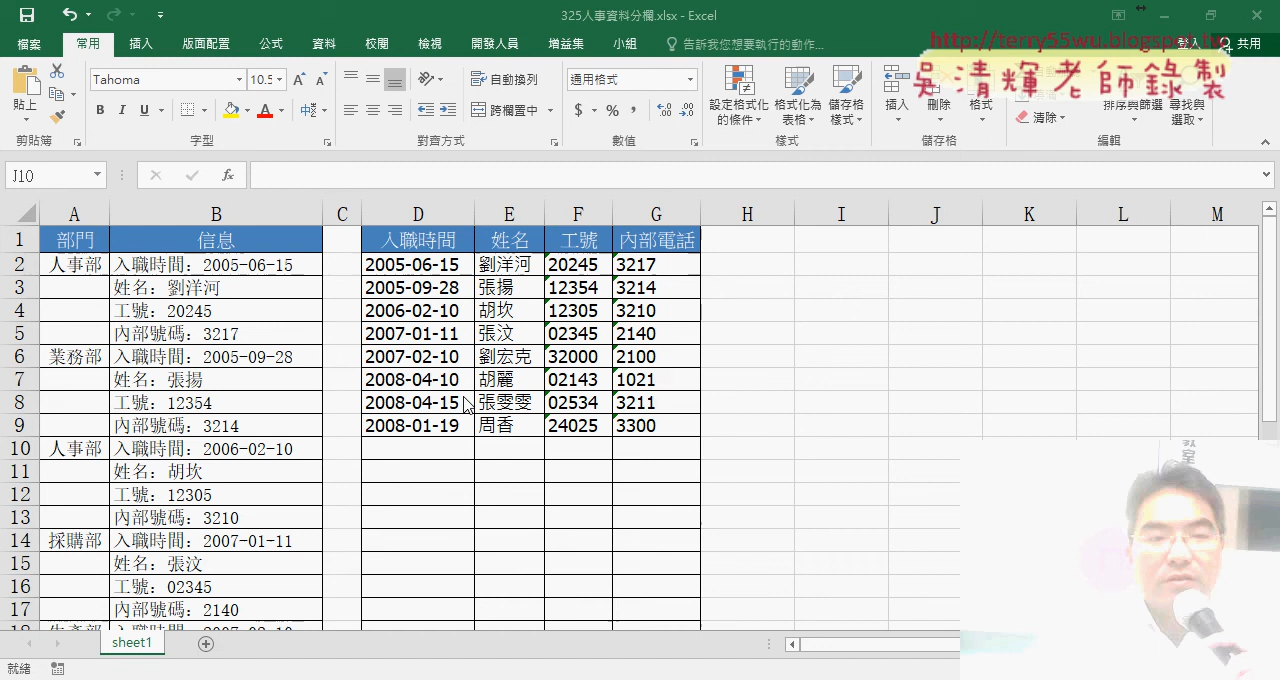 325人事資料分欄.xlsx - Excel
http://terry55wu.blogspot.tw
吳清輝老師錄製
檔案 常用 插入 版面配置 公式 資料 校閱 檢視 開發人員 增益集 小組 告訴我您想要執行的動作... 登入 共用
貼上 Tahoma 10.5 自動換列 通用格式 設定格式化的條件 格式化為表格 儲存格樣式 插入 刪除 格式
B I U 中 跨欄置中 $ % , 清除 排序與篩選 尋找與選取
剪貼簿 字型 對齊方式 數值 樣式 儲存格 編輯
J10 fx
A B C D E F G H I J K L M
1 部門 信息 入職時間 姓名 工號 內部電話
2 人事部 入職時間: 2005-06-15 2005-06-15 劉洋河 20245 3217
3 姓名: 劉洋河 2005-09-28 張揚 12354 3214
4 工號: 20245 2006-02-10 胡坎 12305 3210
5 內部號碼: 3217 2007-01-11 張汶 02345 2140
6 業務部 入職時間: 2005-09-28 2007-02-10 劉宏克 32000 2100
7 姓名: 張揚 2008-04-10 胡麗 02143 1021
8 工號: 12354 2008-04-15 張雯雯 02534 3211
9 內部號碼: 3214 2008-01-19 周香 24025 3300
10 人事部 入職時間: 2006-02-10
11 姓名: 胡坎
12 工號: 12305
13 內部號碼: 3210
14 採購部 入職時間: 2007-01-11
15 姓名: 張汶
16 工號: 02345
17 內部號碼: 2140
sheet1
就緒